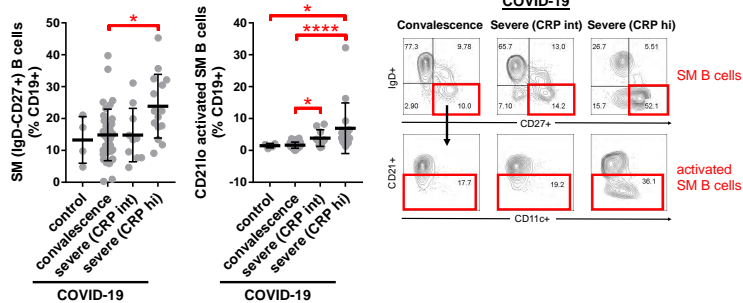 SM (IgD-CD27+) B cells
(% CD19+)
50
40
30
20
10
0
*
control
convalescence
severe (CRP int)
severe (CRP hi)
COVID-19
CD21lo activated SM B cells
(% CD19+)
40
30
20
10
0
-10
*
****
*
control
convalescence
severe (CRP int)
severe (CRP hi)
COVID-19
COVID-19
Convalescence Severe (CRP int) Severe (CRP hi)
IgD+
77.3 9.78
2.90 10.0
65.7 13.0
7.10 14.2
26.7 5.51
15.7 52.1
CD27+
SM B cells
CD21+
17.7
19.2
36.1
CD11c+
activated
SM B cells